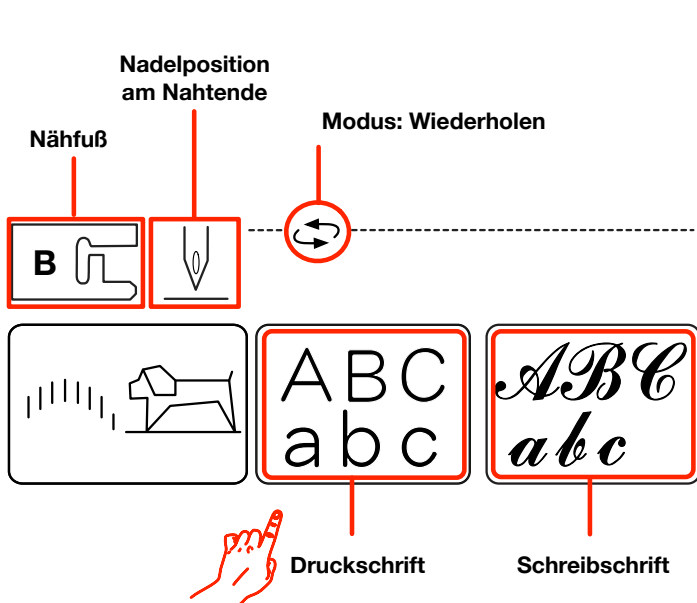 Nadelposition
am Nahtende
Modus: Wiederholen
Nähfuß
B
ABC
abc
ABC
abc
Druckschrift
Schreibschrift